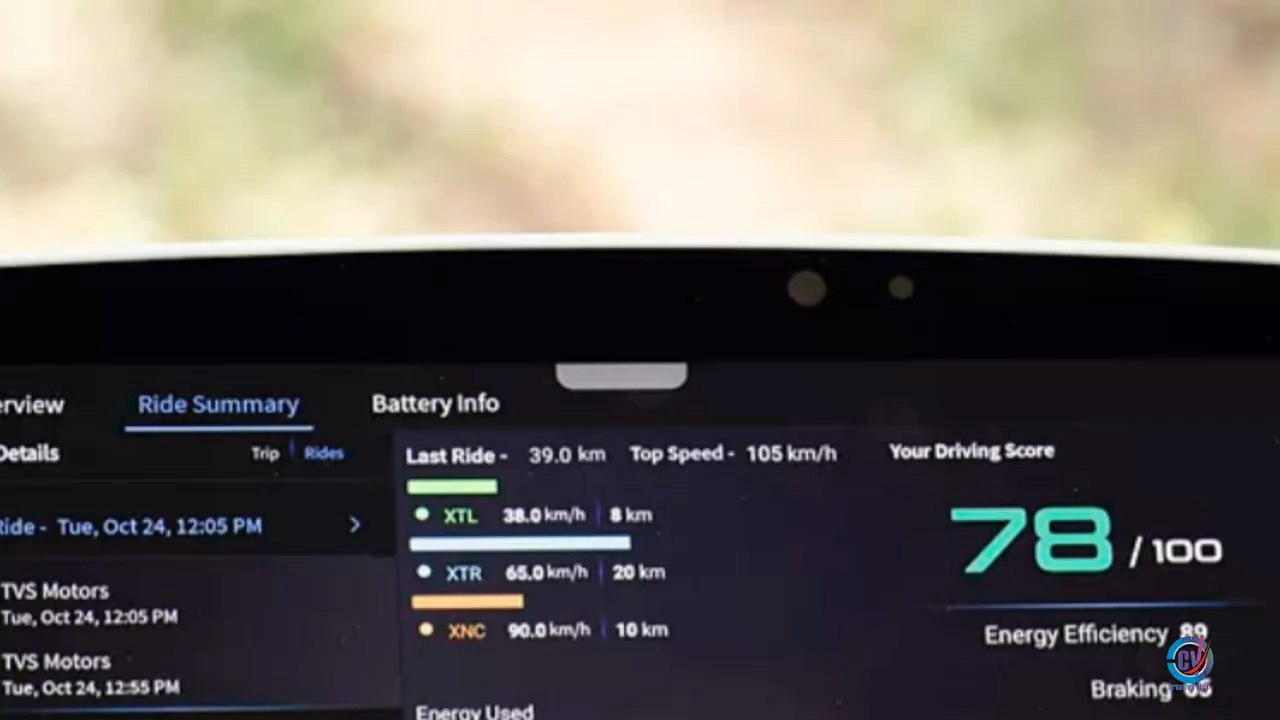 erview Ride Summary Battery Info
Details Trip Rides
Ride - Tue, Oct 24, 12:05 PM
TVS Motors
Tue, Oct 24, 12:05 PM
TVS Motors
Tue, Oct 24, 12:55 PM
Last Ride - 39.0 km Top Speed - 105 km/h
XTL 38.0 km/h 8 km
XTR 65.0 km/h 20 km
XNC 90.0 km/h 10 km
Energy Used
Your Driving Score
78 / 100
Energy Efficiency 89
Braking
CV